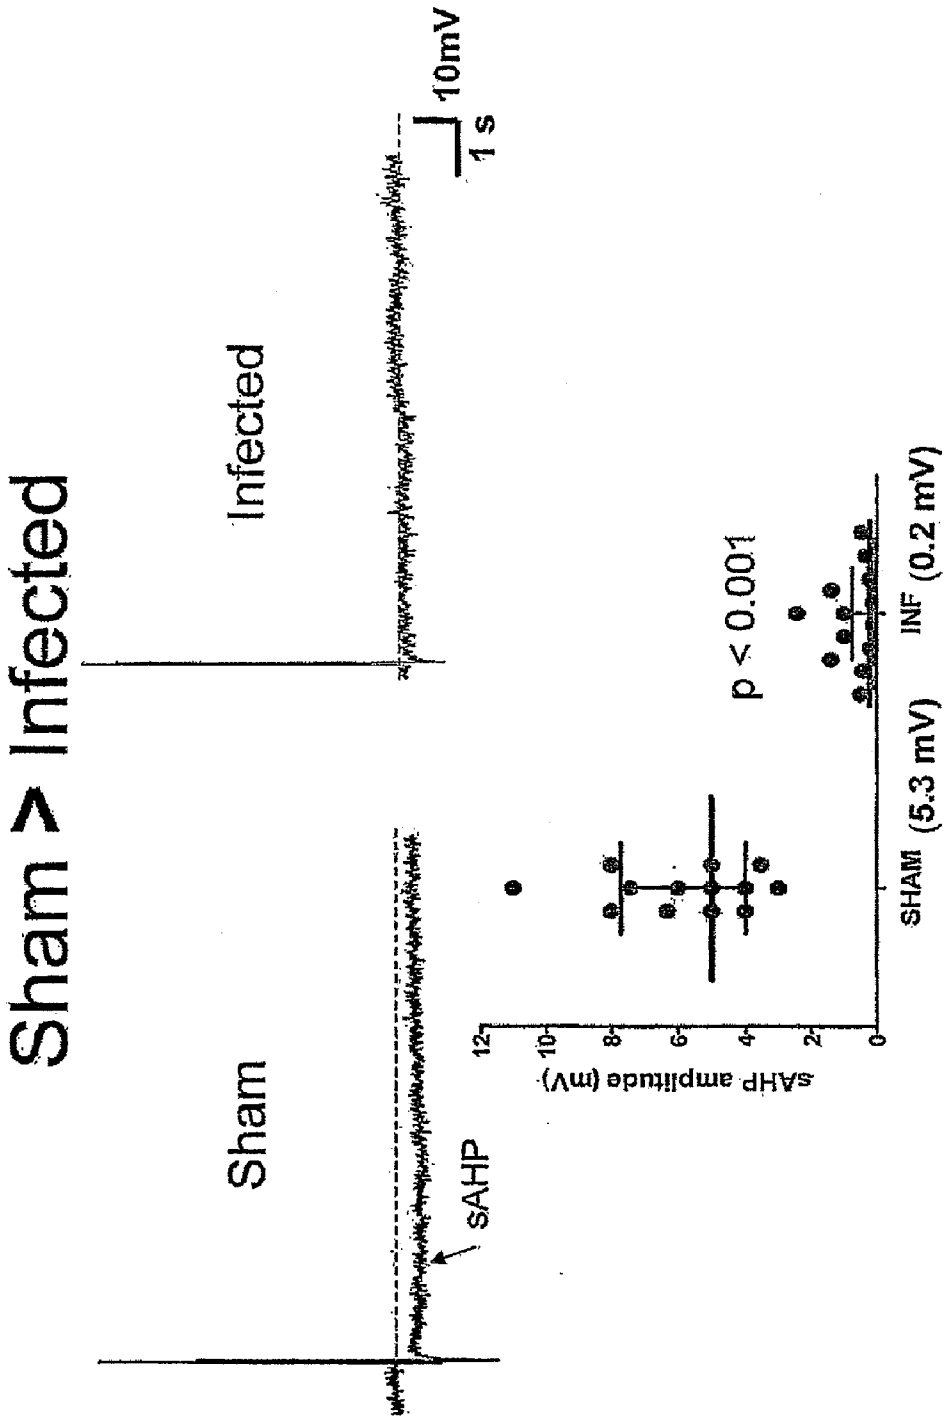 Sham > Infected
Sham
Infected
sAHP
10mV
1 s
sAHP amplitude (mV)
12
10
8
6
4
2
0
p < 0.001
SHAM (5.3 mV)
INF (0.2 mV)